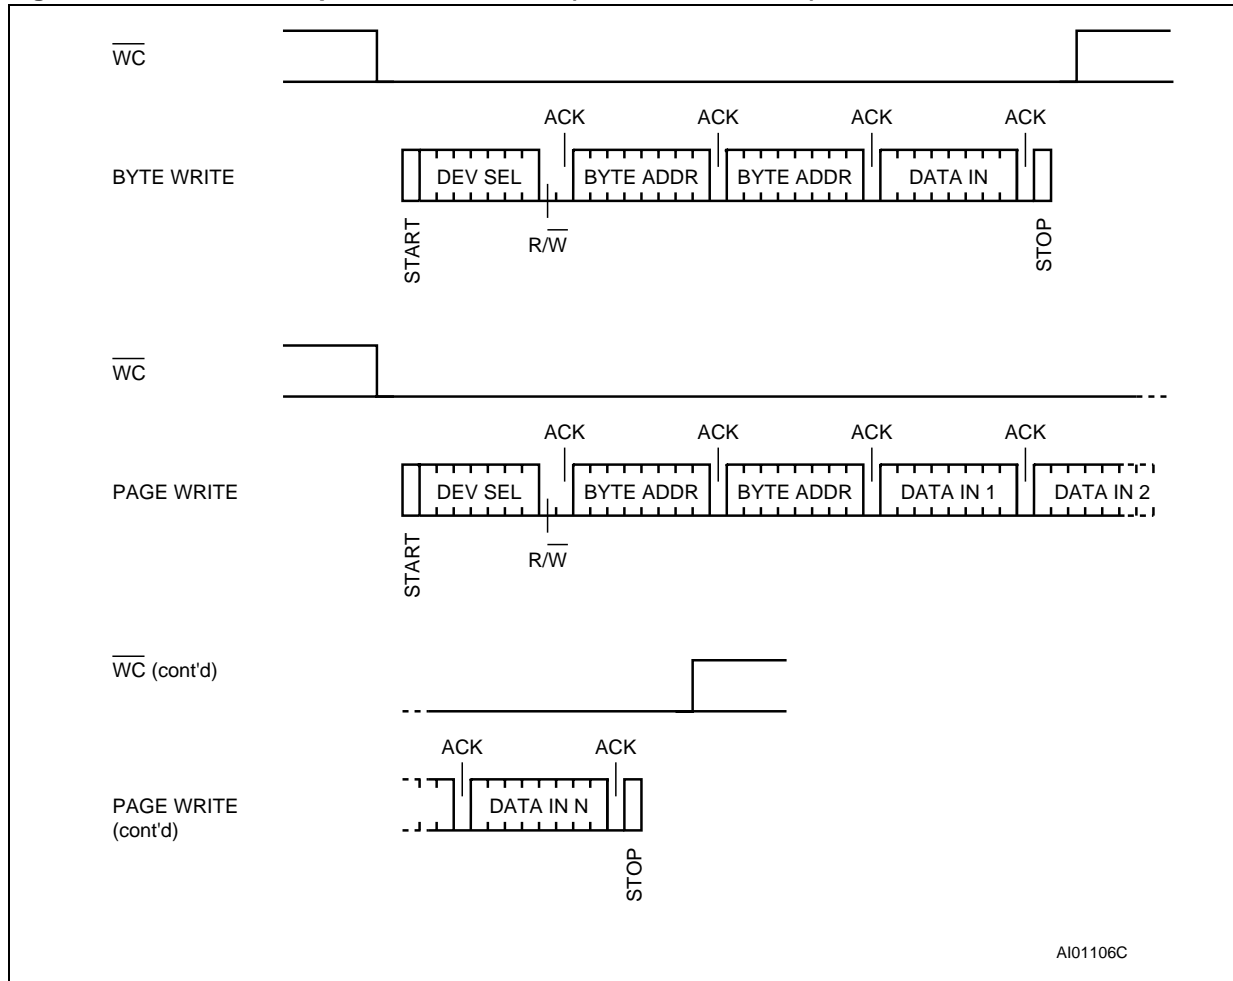 WC
ACK ACK ACK ACK
BYTE WRITE DEV SEL BYTE ADDR BYTE ADDR DATA IN
START R/W STOP
WC
ACK ACK ACK ACK
PAGE WRITE DEV SEL BYTE ADDR BYTE ADDR DATA IN 1 DATA IN 2
START R/W
WC (cont'd)
ACK ACK
PAGE WRITE
(cont'd)
DATA IN N
STOP
AI01106C